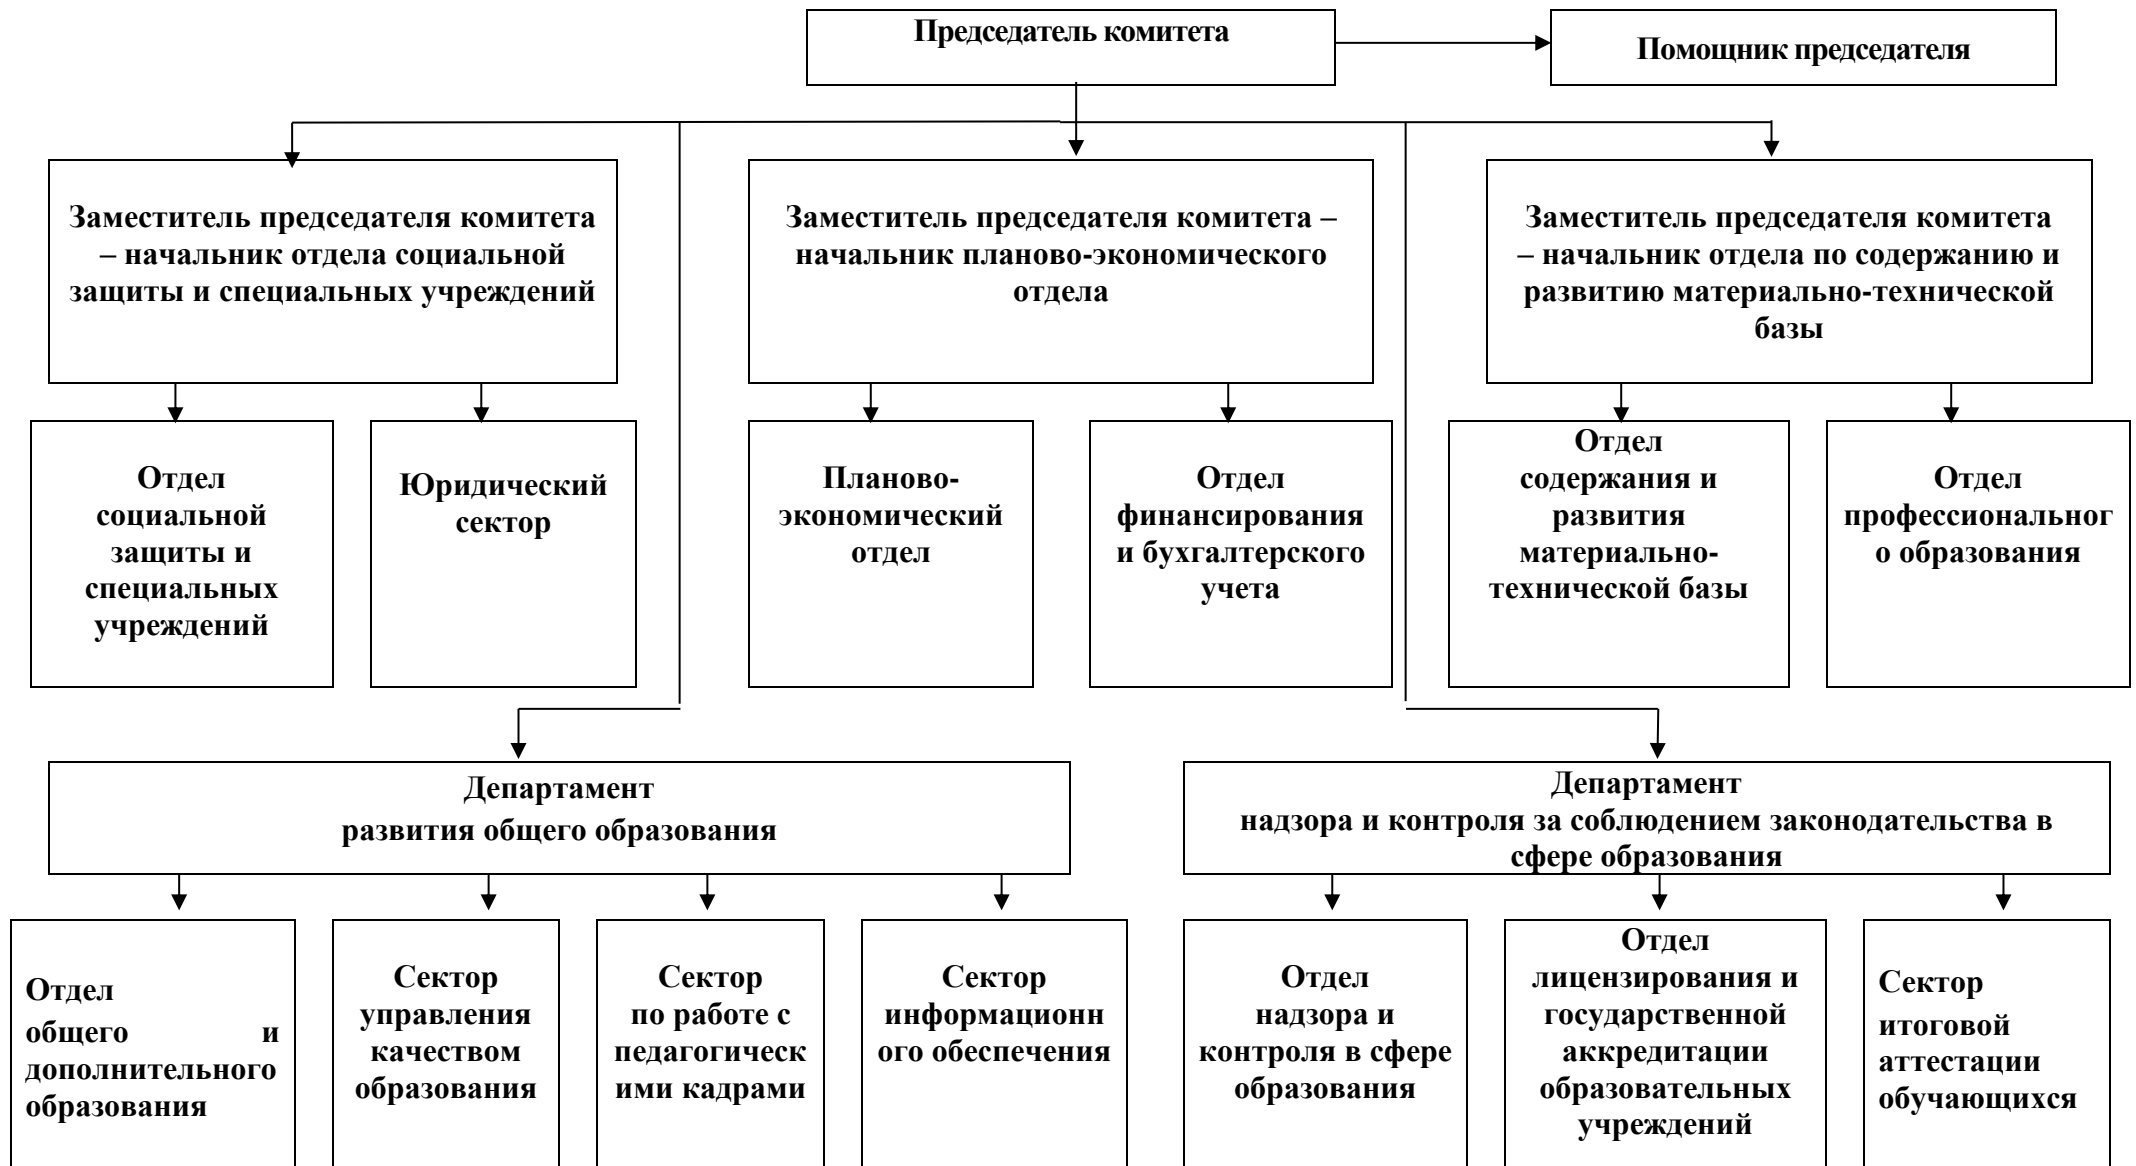 Председатель комитета
Помощник председателя
Заместитель председателя комитета
– начальник отдела социальной
защиты и специальных учреждений
Заместитель председателя комитета –
начальник планово-экономического
отдела
Заместитель председателя комитета
– начальник отдела по содержанию и
развитию материально-технической
базы
Отдел
социальной
защиты и
специальных
учреждений
Юридический
сектор
Планово-
экономический
отдел
Отдел
финансирования
и бухгалтерского
учета
Отдел
содержания и
развития
материально-
технической базы
Отдел
профессиональног
о образования
Департамент
развития общего образования
Департамент
надзора и контроля за соблюдением законодательства в
сфере образования
Отдел
общего и
дополнительного
образования
Сектор
управления
качеством
образования
Сектор
по работе с
педагогическ
ими кадрами
Сектор
информационн
ого обеспечения
Отдел
надзора и
контроля в сфере
образования
Отдел
лицензирования и
государственной
аккредитации
образовательных
учреждений
Сектор
итоговой
аттестации
обучающихся